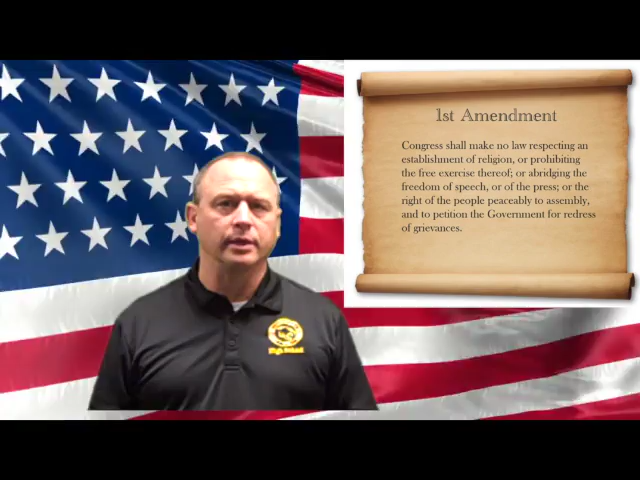 1st Amendment
Congress shall make no law respecting an
establishment of religion, or prohibiting
the free exercise thereof; or abridging the
freedom of speech, or of the press; or the
right of the people peaceably to assembly,
and to petition the Government for redress
of grievances.
High School